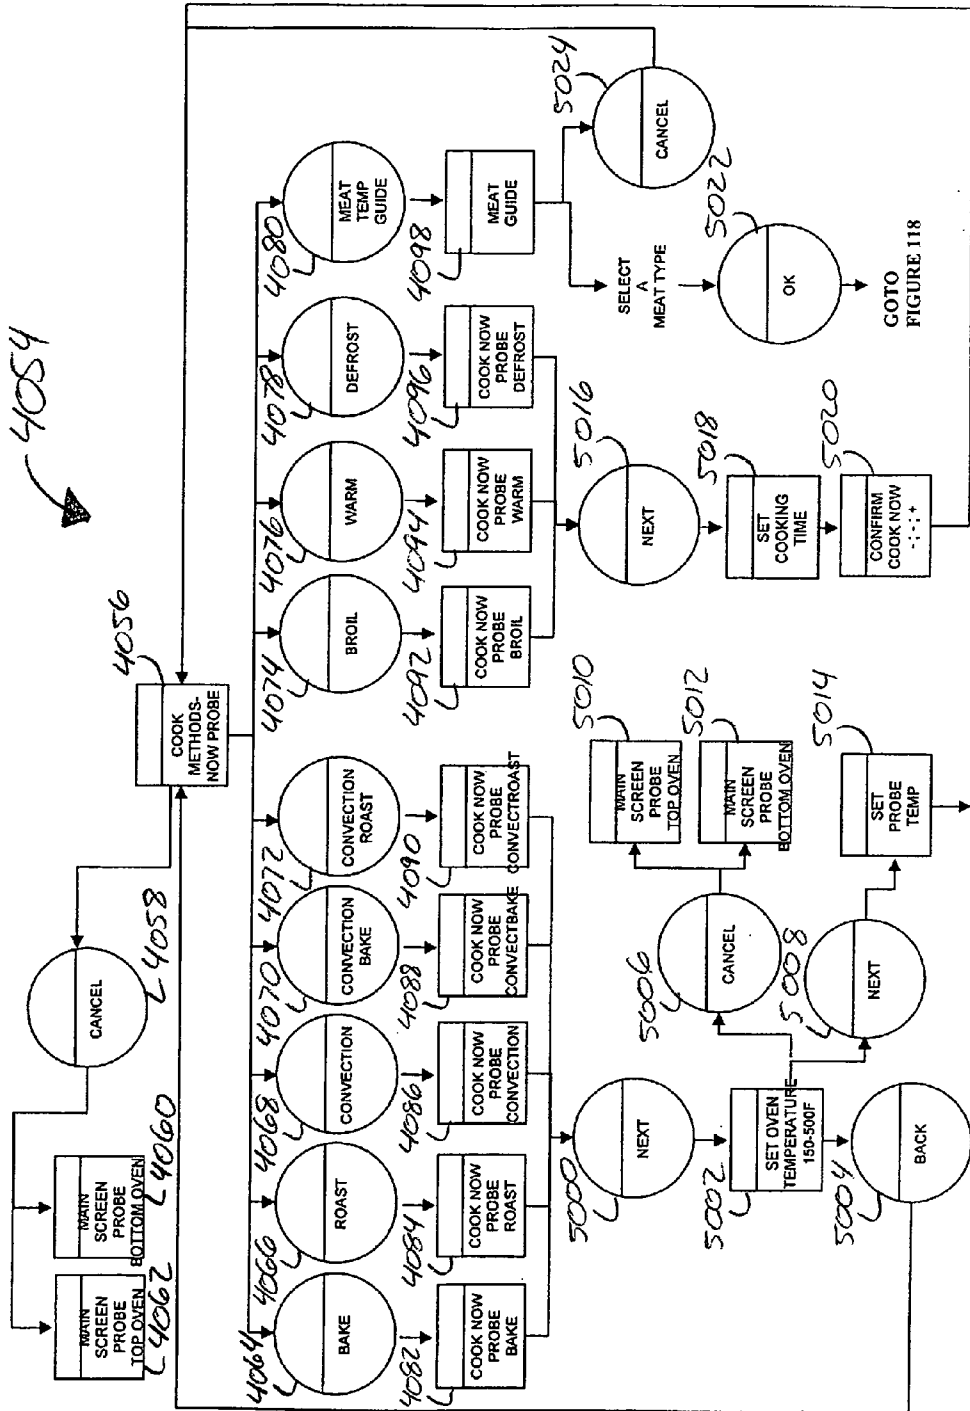 4054
COOK
METHODS-
NOW PROBE
4056
CANCEL
4058
MAIN
SCREEN
PROBE
BOTTOM OVEN
4060
MAIN
SCREEN
PROBE
TOP OVEN
4062
BAKE
4064
ROAST
4066
CONVECTION
4068
CONVECTION
BAKE
4070
CONVECTION
ROAST
4072
BROIL
4074
WARM
4076
DEFROST
4078
MEAT
TEMP
GUIDE
4080
COOK NOW
PROBE
BAKE
4082
COOK NOW
PROBE
ROAST
4084
COOK NOW
PROBE
CONVECTION
4086
COOK NOW
PROBE
CONVECTBAKE
4088
COOK NOW
PROBE
CONVECTROAST
4090
COOK NOW
PROBE
BROIL
4092
COOK NOW
PROBE
WARM
4094
COOK NOW
PROBE
DEFROST
4096
MEAT
GUIDE
4098
NEXT
5000
SET OVEN
TEMPERATURE
150-500F
5002
BACK
5004
CANCEL
5006
NEXT
5008
MAIN
SCREEN
PROBE
TOP OVEN
5010
MAIN
SCREEN
PROBE
BOTTOM OVEN
5012
SET
PROBE
TEMP
5014
NEXT
5016
SET
COOKING
TIME
5018
CONFIRM
COOK NOW
-;-;+
5020
SELECT
A
MEAT TYPE
OK
5022
CANCEL
5024
GOTO
FIGURE 118